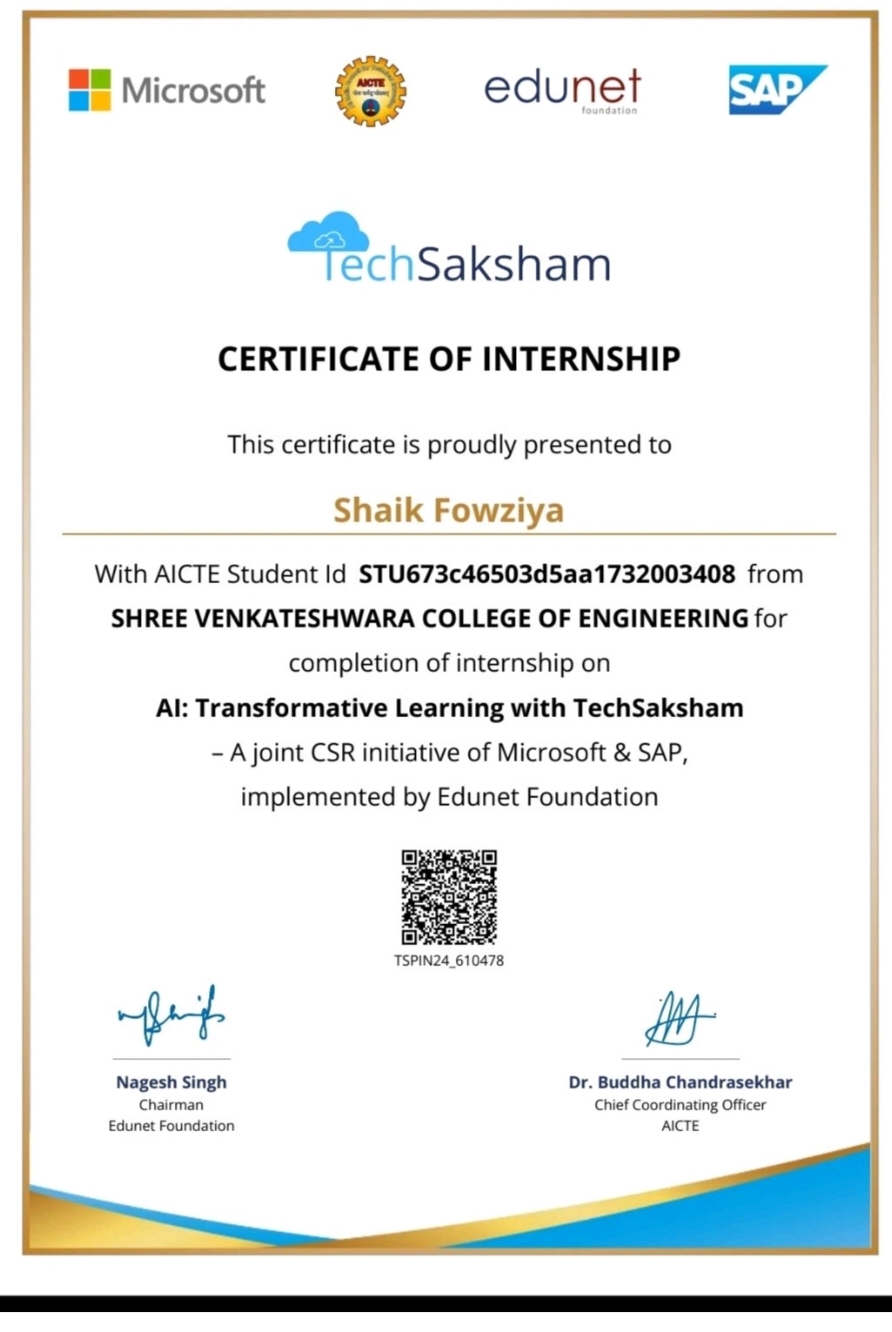 Microsoft
AICTE
edunet
foundation
SAP
TechSaksham
CERTIFICATE OF INTERNSHIP
This certificate is proudly presented to
Shaik Fowziya
With AICTE Student Id STU673c46503d5aa1732003408 from
SHREE VENKATESHWARA COLLEGE OF ENGINEERING for
completion of internship on
AI: Transformative Learning with TechSaksham
– A joint CSR initiative of Microsoft & SAP,
implemented by Edunet Foundation
TSPIN24_610478
Nagesh Singh
Chairman
Edunet Foundation
Dr. Buddha Chandrasekhar
Chief Coordinating Officer
AICTE